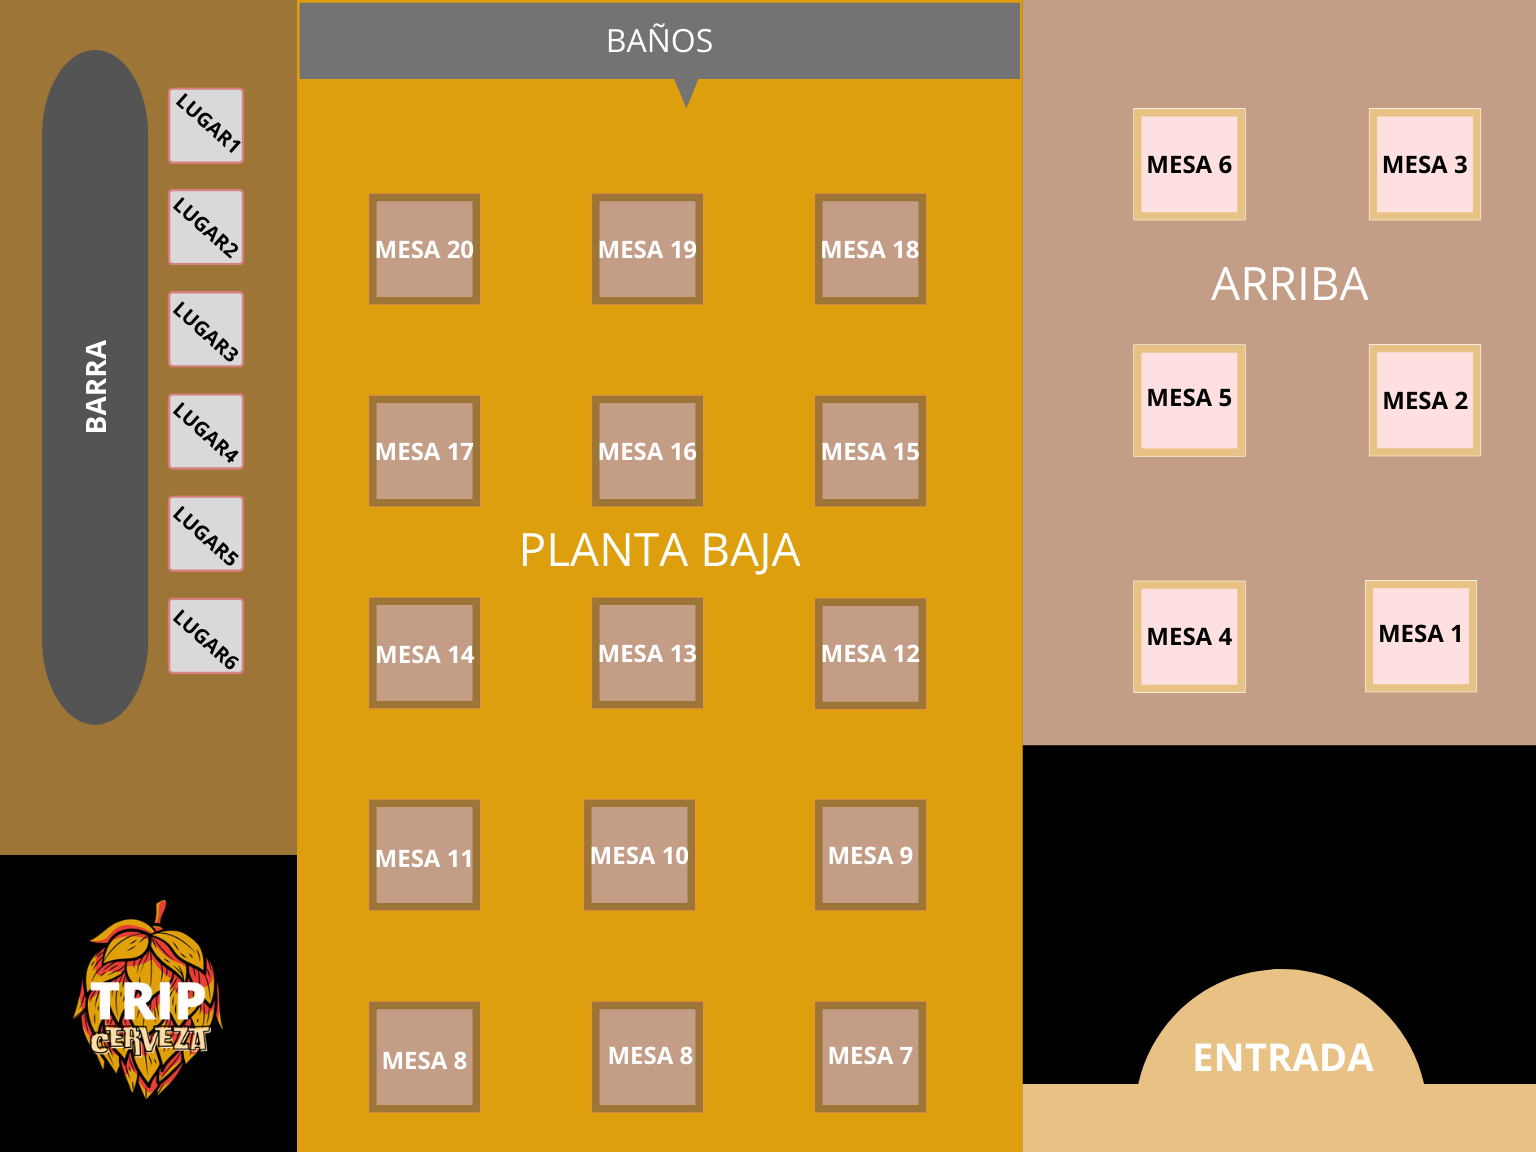 BAÑOS
BARRA
LUGAR1
LUGAR2
LUGAR3
LUGAR4
LUGAR5
LUGAR6
MESA 20
MESA 19
MESA 18
MESA 17
MESA 16
MESA 15
PLANTA BAJA
MESA 14
MESA 13
MESA 12
MESA 11
MESA 10
MESA 9
MESA 8
MESA 8
MESA 7
MESA 6
MESA 3
ARRIBA
MESA 5
MESA 2
MESA 4
MESA 1
ENTRADA
TRIP
CERVEZA